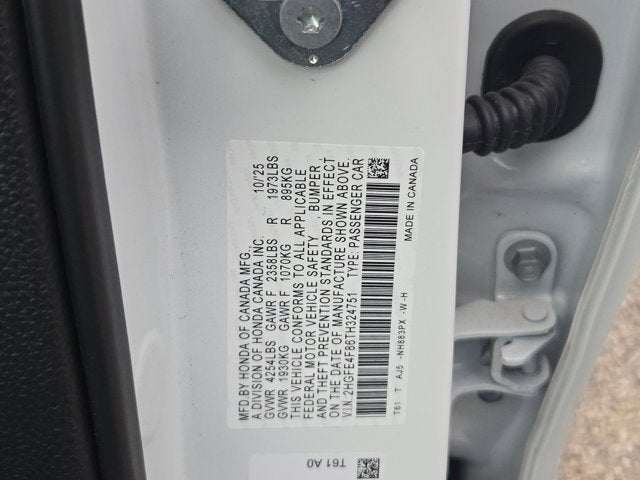 MFD.BY HONDA OF CANADA MFG. 10/25
A DIVISION OF HONDA CANADA INC.
GVWR 4254LBS GAWR F 2358LBS R 1973LBS
GVWR 1930KG GAWR F 1070KG R 895KG
THIS VEHICLE CONFORMS TO ALL APPLICABLE
FEDERAL MOTOR VEHICLE SAFETY, BUMPER,
AND THEFT PREVENTION STANDARDS IN EFFECT
ON THE DATE OF MANUFACTURE SHOWN ABOVE.
V.I.N. 2HGFE4F86TH324751 TYPE: PASSENGER CAR
T61 T AJ5 -NH883PX -W-H MADE IN CANADA
T61 A0